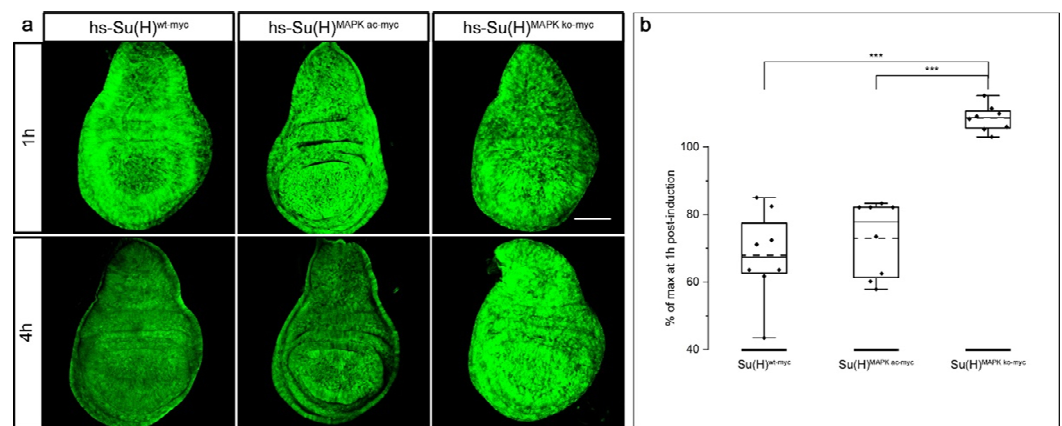 a
hs-Su(H)wt-myc
hs-Su(H)MAPK ac-myc
hs-Su(H)MAPK ko-myc
1h
4h
b
***
***
% of max at 1h post-induction
100
80
60
40
Su(H)wt-myc
Su(H)MAPK ac-myc
Su(H)MAPK ko-myc